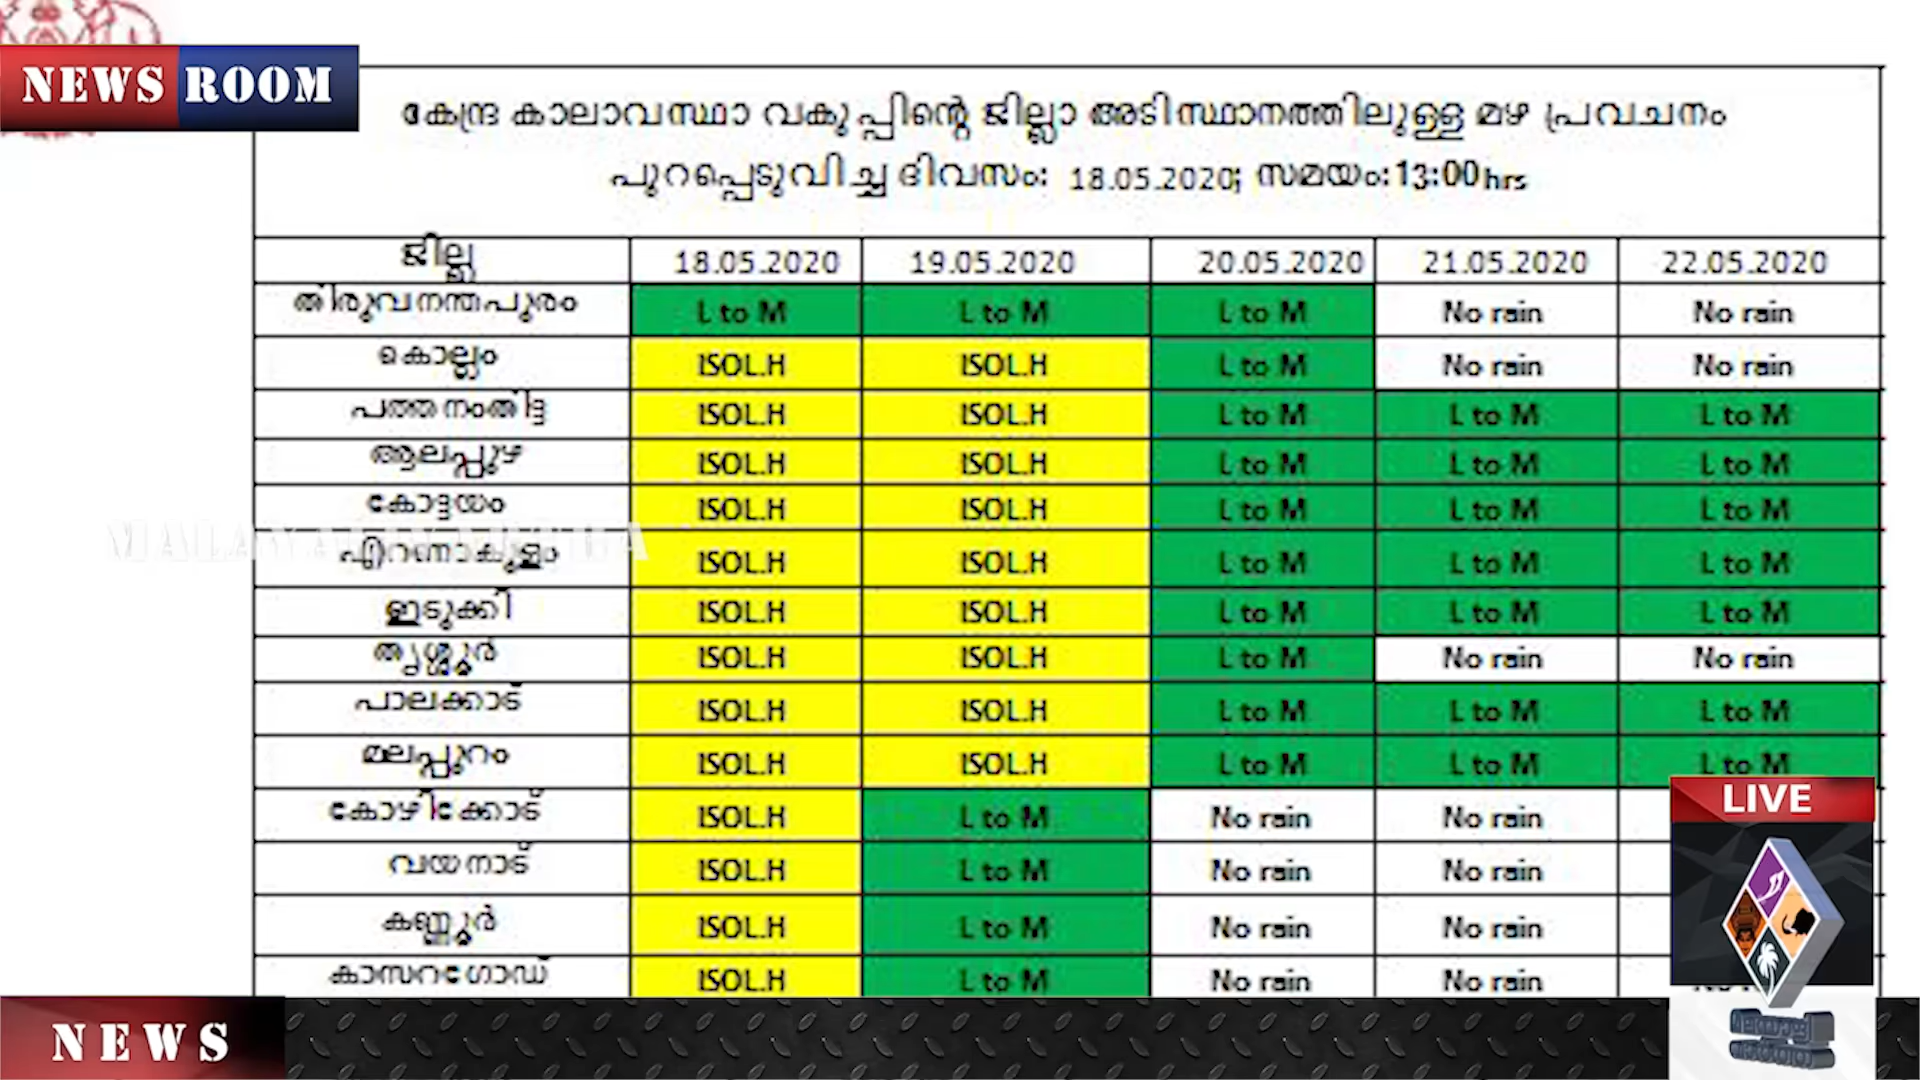 NEWS ROOM
കേന്ദ്ര കാലാവസ്ഥാ വകുപ്പിന്റെ ജില്ലാ അടിസ്ഥാനത്തിലുള്ള മഴ പ്രവചനം
പുറപ്പെടുവിച്ച ദിവസം: 18.05.2020; സമയം:13:00hrs
ജില്ല 18.05.2020 19.05.2020 20.05.2020 21.05.2020 22.05.2020
തിരുവനന്തപുരം L to M L to M L to M No rain No rain
കൊല്ലം ISOL.H ISOL.H L to M No rain No rain
പത്തനംതിട്ട ISOL.H ISOL.H L to M L to M L to M
ആലപ്പുഴ ISOL.H ISOL.H L to M L to M L to M
കോട്ടയം ISOL.H ISOL.H L to M L to M L to M
എറണാകുളം ISOL.H ISOL.H L to M L to M L to M
ഇടുക്കി ISOL.H ISOL.H L to M L to M L to M
തൃശ്ശൂർ ISOL.H ISOL.H L to M No rain No rain
പാലക്കാട് ISOL.H ISOL.H L to M L to M L to M
മലപ്പുറം ISOL.H ISOL.H L to M L to M L to M
കോഴിക്കോട് ISOL.H L to M No rain No rain
വയനാട് ISOL.H L to M No rain No rain
കണ്ണൂർ ISOL.H L to M No rain No rain
കാസറഗോഡ് ISOL.H L to M No rain No rain
LIVE
NEWS